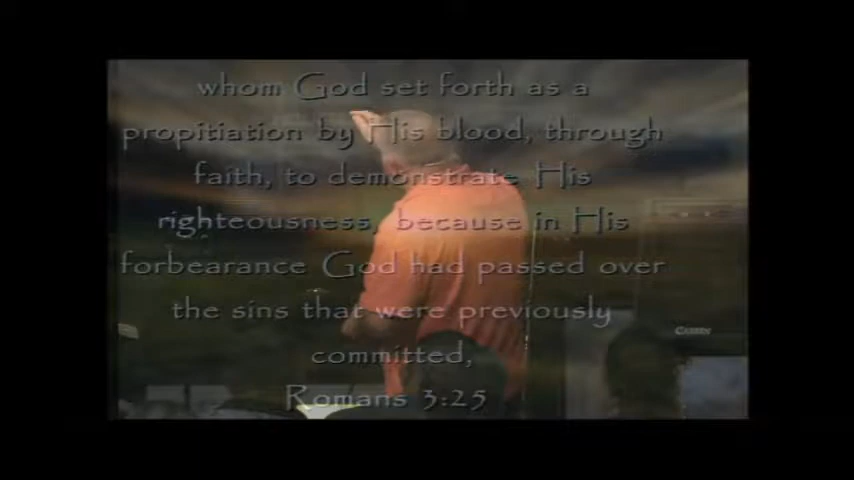 whom God set forth as a
propitiation by His blood, through
faith, to demonstrate His
righteousness, because in His
forbearance God had passed over
the sins that were previously
committed,
Romans 3:25